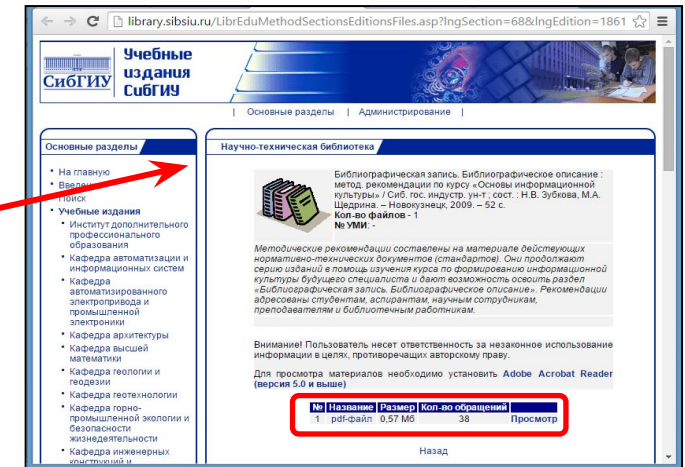 library.sibsiu.ru/LibrEduMethodSectionsEditionsFiles.asp?lngSection=68&lngEdition=1861
СибГИУ
Учебные
издания
СибГИУ
| Основные разделы | Администрирование |
Основные разделы
На главную
Поиск
Учебные издания
Институт дополнительного
профессионального
образования
Кафедра автоматизации и
информационных систем
Кафедра
автоматизированного
электропривода и
промышленной
электроники
Кафедра архитектуры
Кафедра высшей
математики
Кафедра геологии и
геодезии
Кафедра геотехнологии
Кафедра горно-
промышленной экологии и
безопасности
жизнедеятельности
Кафедра инженерных
конструкций и
Научно-техническая библиотека
Библиографическая запись. Библиографическое описание :
метод. рекомендации по курсу «Основы информационной
культуры» / Сиб. гос. индустр. ун-т ; сост. : Н.В. Зубкова, М.А.
Щедрина. – Новокузнецк, 2009. – 52 с.
Кол-во файлов - 1
№ УМИ: -
Методические рекомендации составлены на материале действующих
нормативно-технических документов (стандартов). Они продолжают
серию изданий в помощь изучения курса по формированию информационной
культуры будущего специалиста и дают возможность освоить раздел
«Библиографическая запись. Библиографическое описание». Рекомендации
адресованы студентам, аспирантам, научным сотрудникам,
преподавателям и библиотечным работникам.
Внимание! Пользователь несет ответственность за незаконное использование
информации в целях, противоречащих авторскому праву.
Для просмотра материалов необходимо установить Adobe Acrobat Reader
(версия 5.0 и выше)
№ Название Размер Кол-во обращений
1 pdf-файл 0,57 Мб 38 Просмотр
Назад